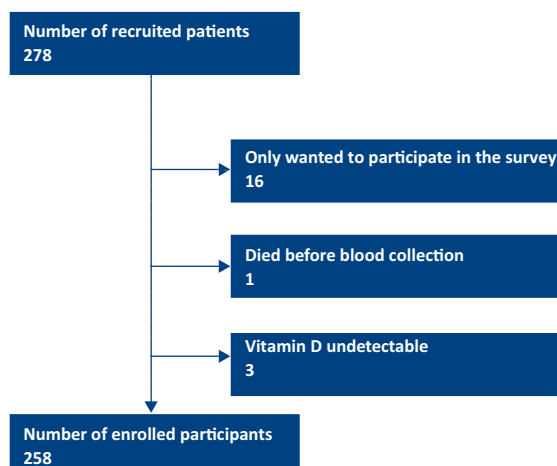 Number of recruited patients
278
Only wanted to participate in the survey
16
Died before blood collection
1
Vitamin D undetectable
3
Number of enrolled participants
258